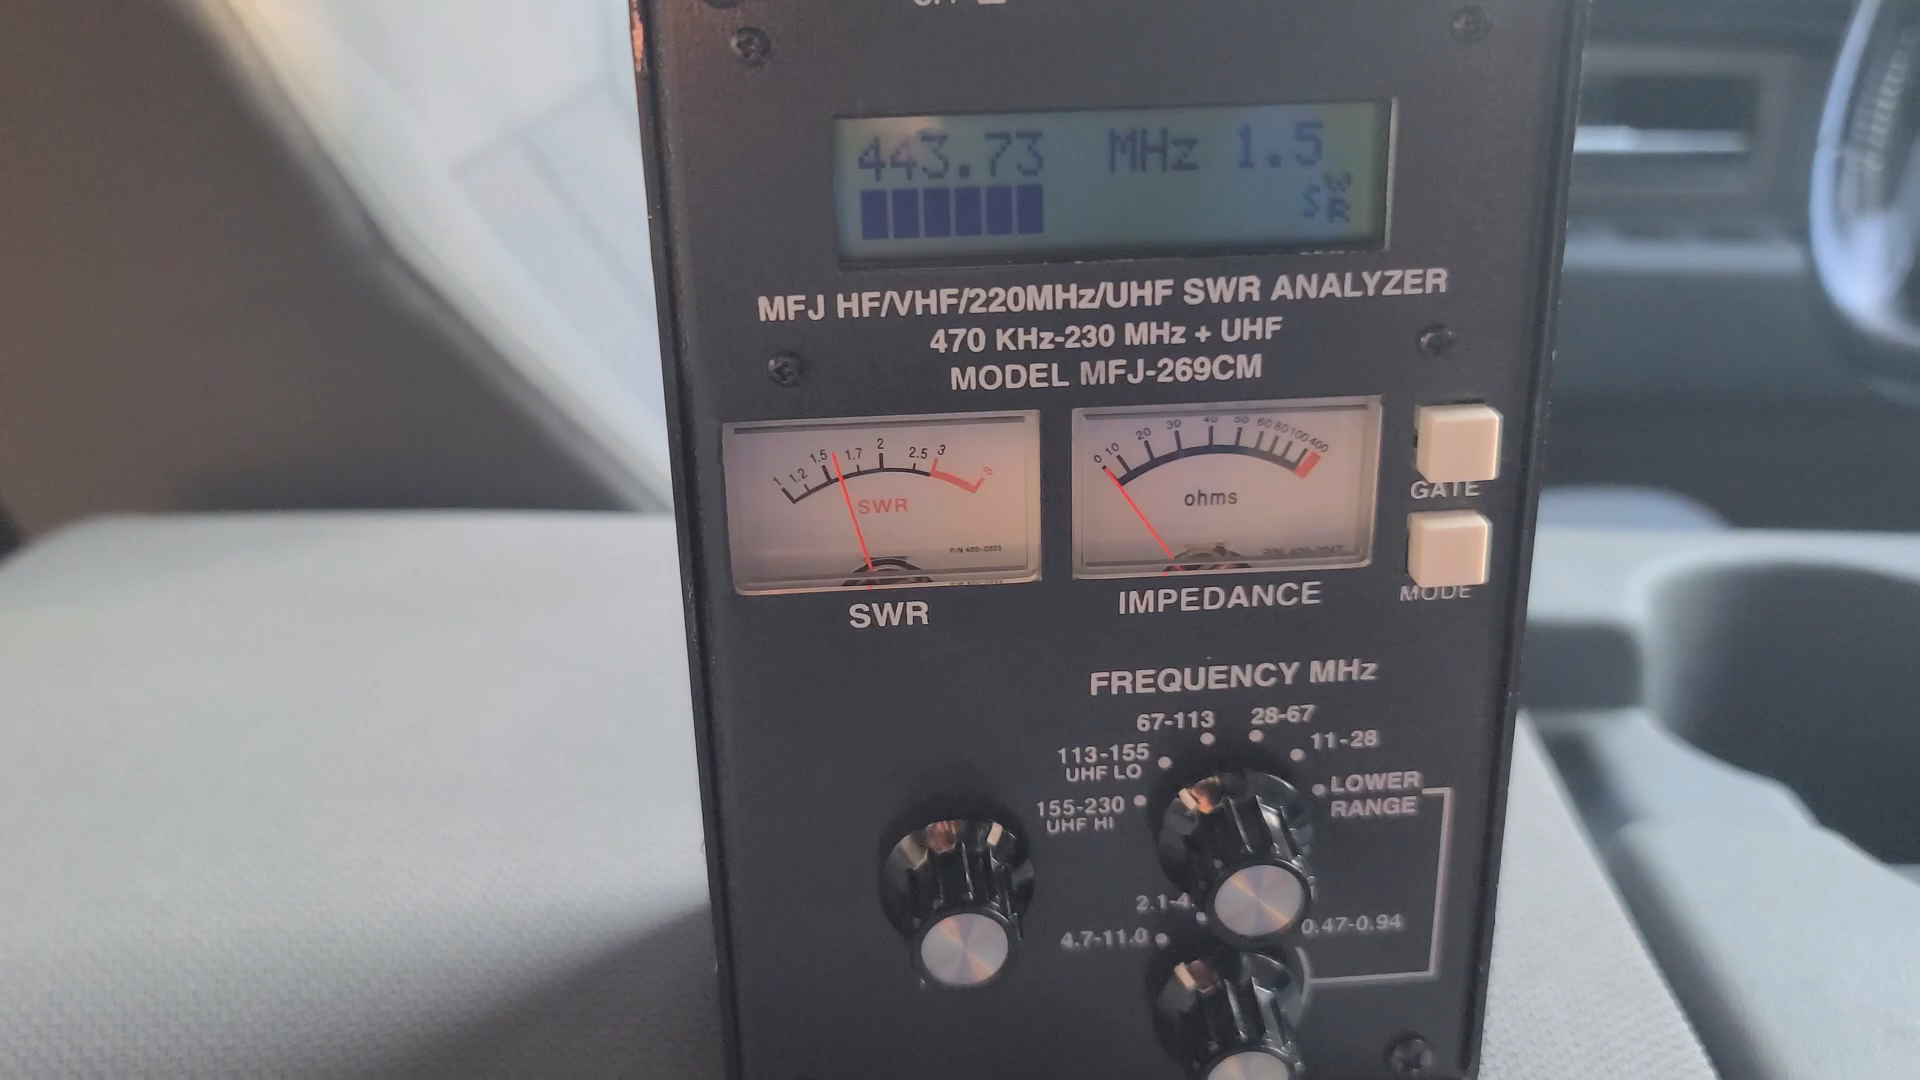 443.73 MHz 1.5
SWR
MFJ HF/VHF/220MHz/UHF SWR ANALYZER
470 KHz-230 MHz + UHF
MODEL MFJ-269CM
1 1.2 1.5 1.7 2 2.5 3 8
SWR
P/N 400-0035
SWR
0 10 20 30 40 50 60 80 100 400
ohms
IMPEDANCE
GATE
MODE
FREQUENCY MHz
67-113
28-67
113-155
UHF LO
11-28
155-230
UHF HI
LOWER
RANGE
4.7-11.0
0.47-0.94